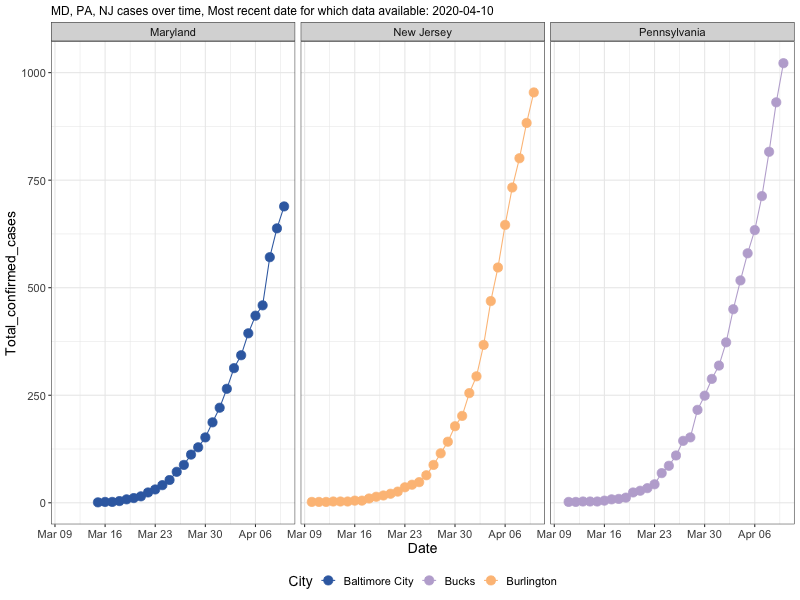 MD, PA, NJ cases over time, Most recent date for which data available: 2020-04-10
Maryland New Jersey Pennsylvania
1000
750
500
250
0
Total_confirmed_cases
Mar 09 Mar 16 Mar 23 Mar 30 Apr 06 Mar 09 Mar 16 Mar 23 Mar 30 Apr 06 Mar 09 Mar 16 Mar 23 Mar 30 Apr 06
Date
City Baltimore City Bucks Burlington